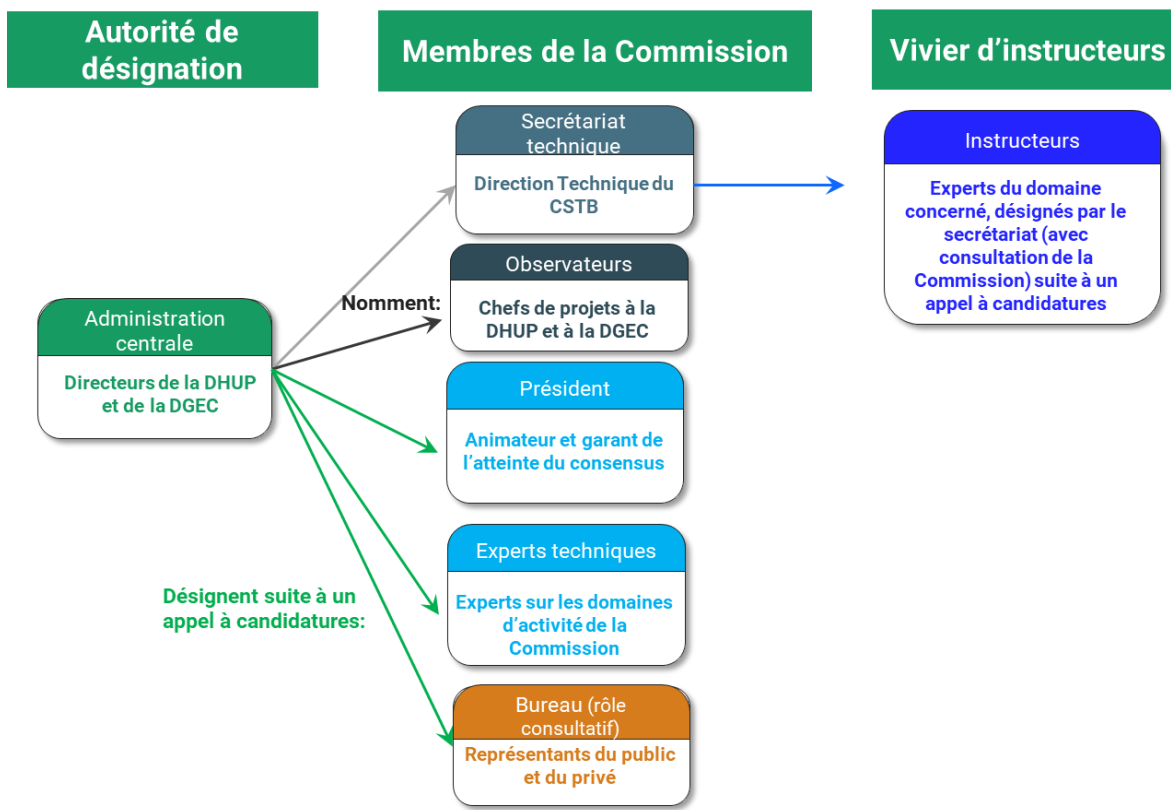 Autorité de
désignation
Membres de la Commission
Vivier d’instructeurs
Secrétariat
technique
Direction Technique du
CSTB
Instructeurs
Experts du domaine
concerné, désignés par le
secrétariat (avec
consultation de la
Commission) suite à un
appel à candidatures
Observateurs
Nomment:
Chefs de projets à la
DHUP et à la DGEC
Administration
centrale
Directeurs de la DHUP
et de la DGEC
Président
Animateur et garant de
l’atteinte du consensus
Experts techniques
Experts sur les domaines
d’activité de la
Commission
Désignent suite à un
appel à candidatures:
Bureau (rôle
consultatif)
Représentants du public
et du privé